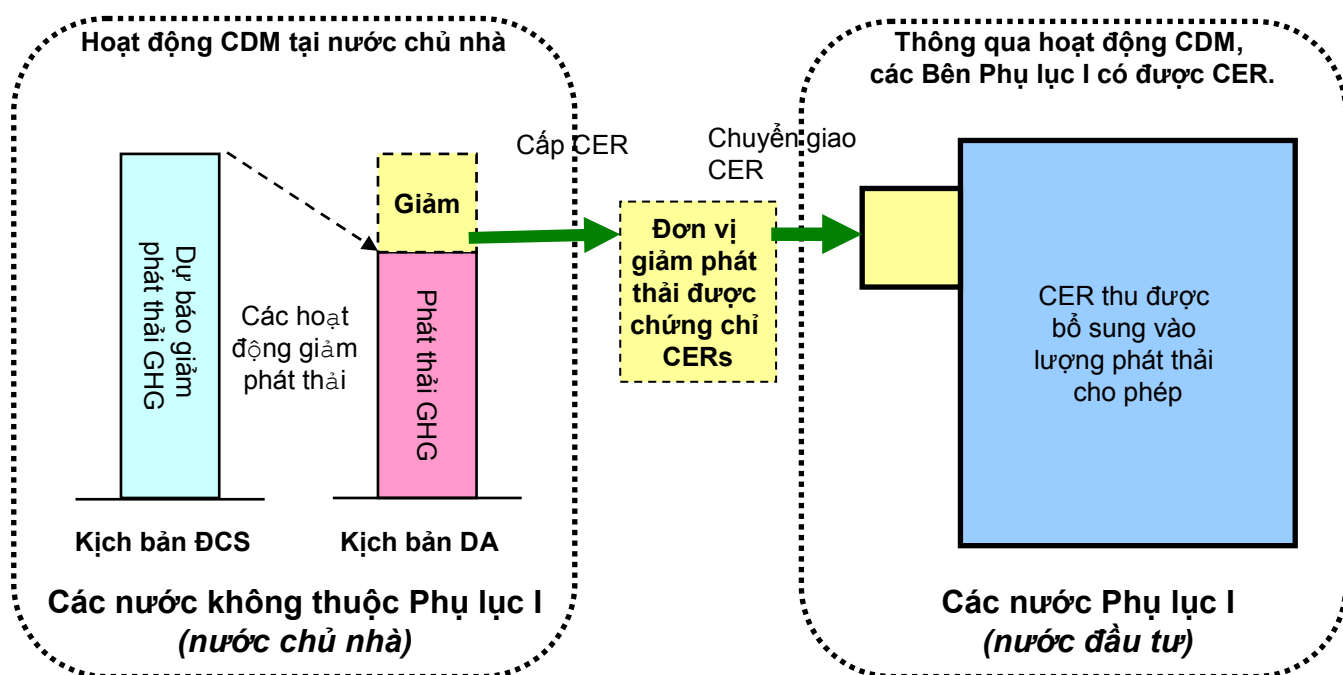 Hoạt động CDM tại nước chủ nhà
Dự báo giảm
phát thải GHG
Các hoạt
động giảm
phát thải
Giảm
Phát thải GHG
Kịch bản ĐCS
Kịch bản DA
Các nước không thuộc Phụ lục I
(nước chủ nhà)
Cấp CER
Chuyển giao
CER
Đơn vị
giảm phát
thải được
chứng chỉ
CERs
Thông qua hoạt động CDM,
các Bên Phụ lục I có được CER.
CER thu được
bổ sung vào
lượng phát thải
cho phép
Các nước Phụ lục I
(nước đầu tư)